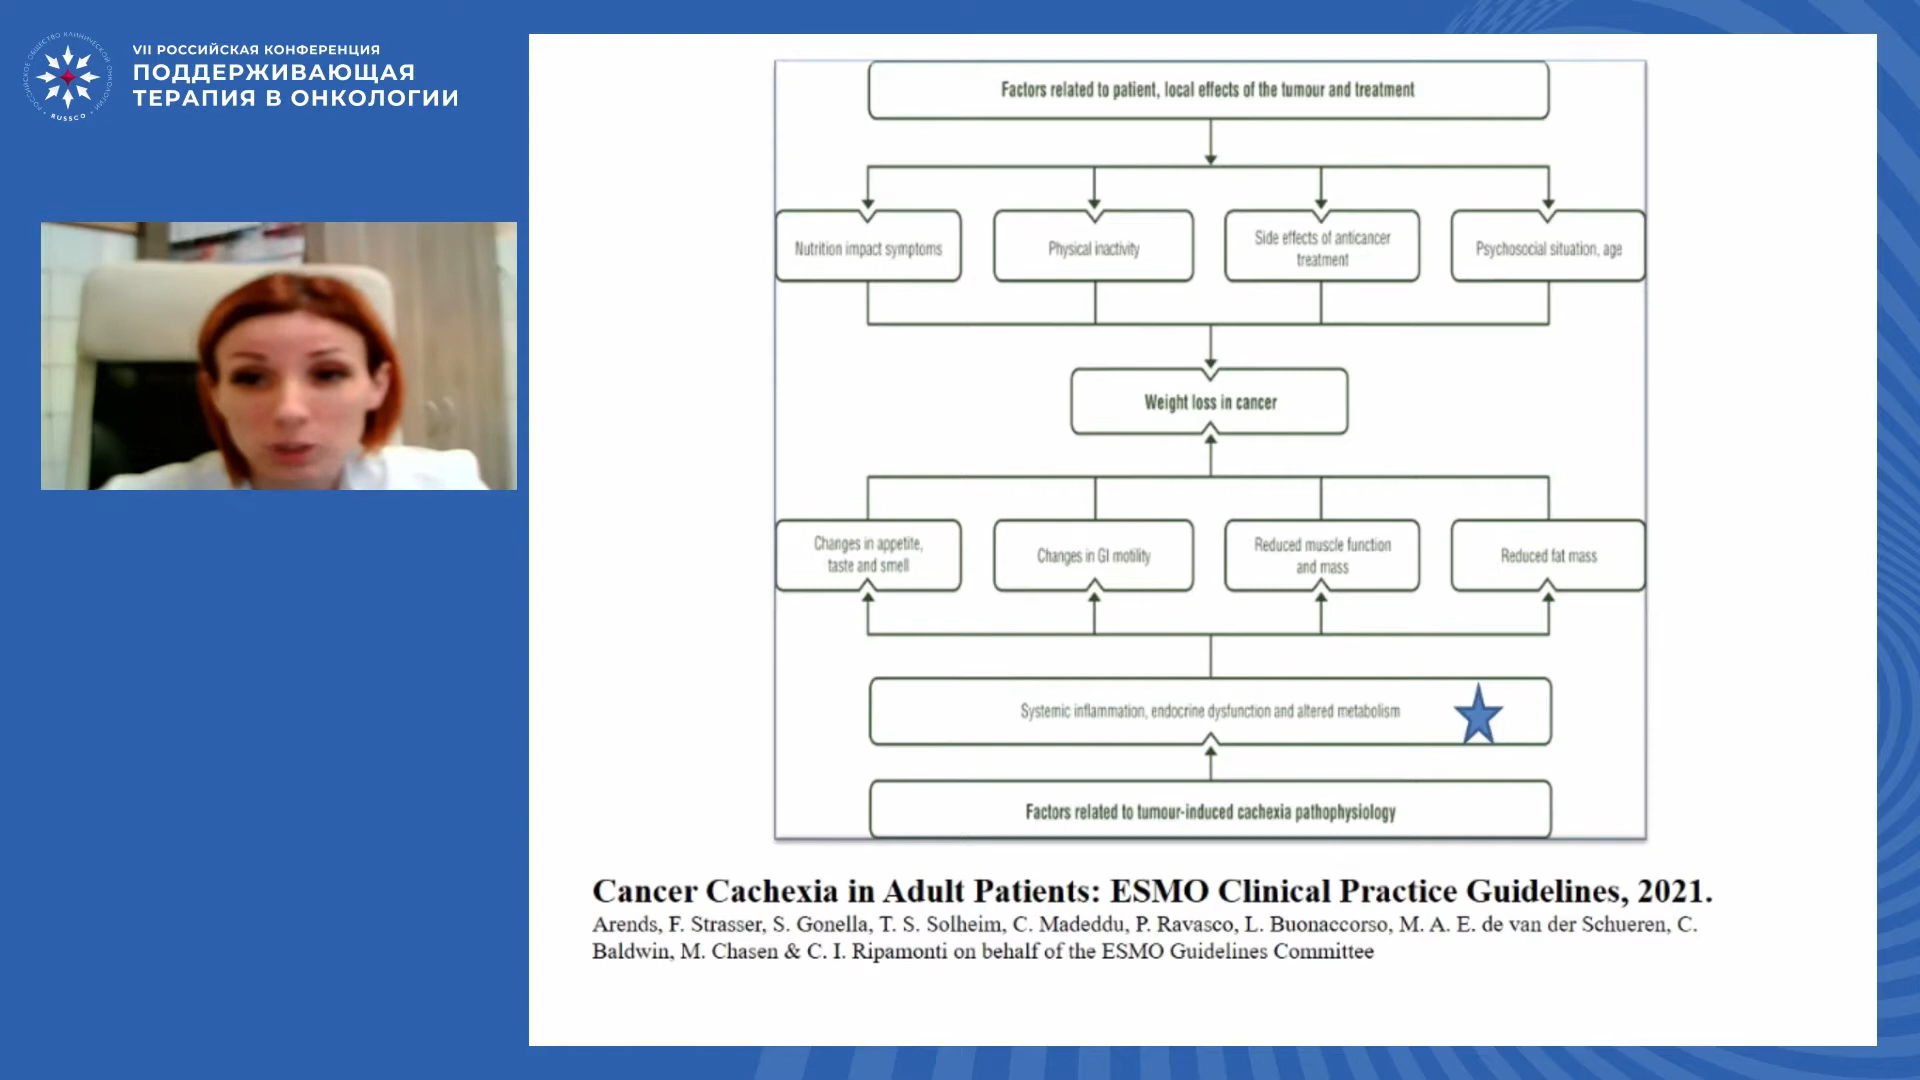 РОССИЙСКОЕ ОБЩЕСТВО КЛИНИЧЕСКОЙ ОНКОЛОГИИ
RUSSCO
VII РОССИЙСКАЯ КОНФЕРЕНЦИЯ
ПОДДЕРЖИВАЮЩАЯ
ТЕРАПИЯ В ОНКОЛОГИИ
Factors related to patient, local effects of the tumour and treatment
Nutrition impact symptoms
Physical inactivity
Side effects of anticancer
treatment
Psychosocial situation, age
Weight loss in cancer
Changes in appetite,
taste and smell
Changes in GI motility
Reduced muscle function
and mass
Reduced fat mass
Systemic inflammation, endocrine dysfunction and altered metabolism
Factors related to tumour-induced cachexia pathophysiology
Cancer Cachexia in Adult Patients: ESMO Clinical Practice Guidelines, 2021.
Arends, F. Strasser, S. Gonella, T. S. Solheim, C. Madeddu, P. Ravasco, L. Buonaccorso, M. A. E. de van der Schueren, C.
Baldwin, M. Chasen & C. I. Ripamonti on behalf of the ESMO Guidelines Committee